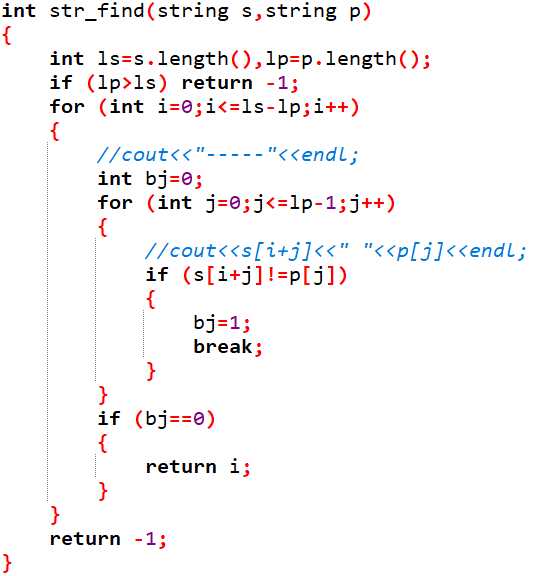 int str_find(string s,string p)
{
    int ls=s.length(),lp=p.length();
    if (lp>ls) return -1;
    for (int i=0;i<=ls-lp;i++)
    {
        //cout<<"-----"<<endl;
        int bj=0;
        for (int j=0;j<=lp-1;j++)
        {
            //cout<<s[i+j]<<" "<<p[j]<<endl;
            if (s[i+j]!=p[j])
            {
                bj=1;
                break;
            }
        }
        if (bj==0)
        {
            return i;
        }
    }
    return -1;
}